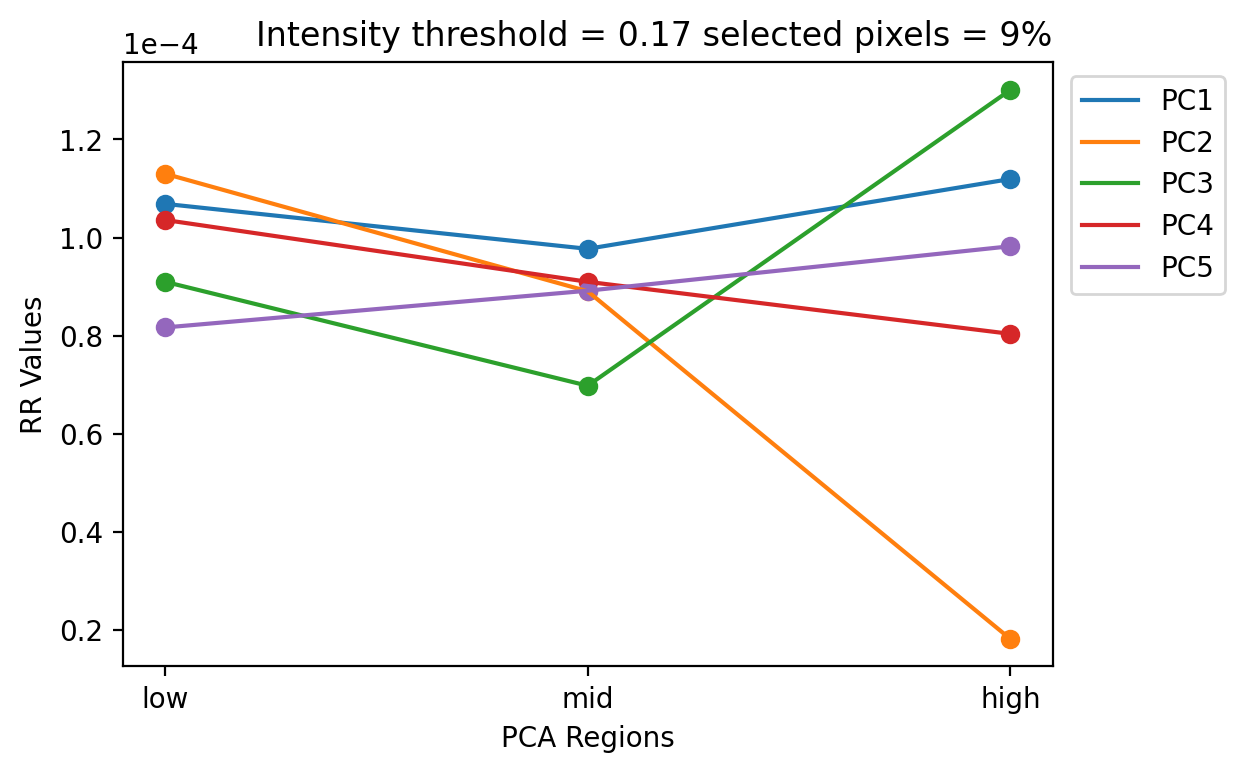 Intensity threshold = 0.17 selected pixels = 9%
1e−4
1.2
1.0
0.8
0.6
0.4
0.2
RR Values
low mid high
PCA Regions
PC1
PC2
PC3
PC4
PC5